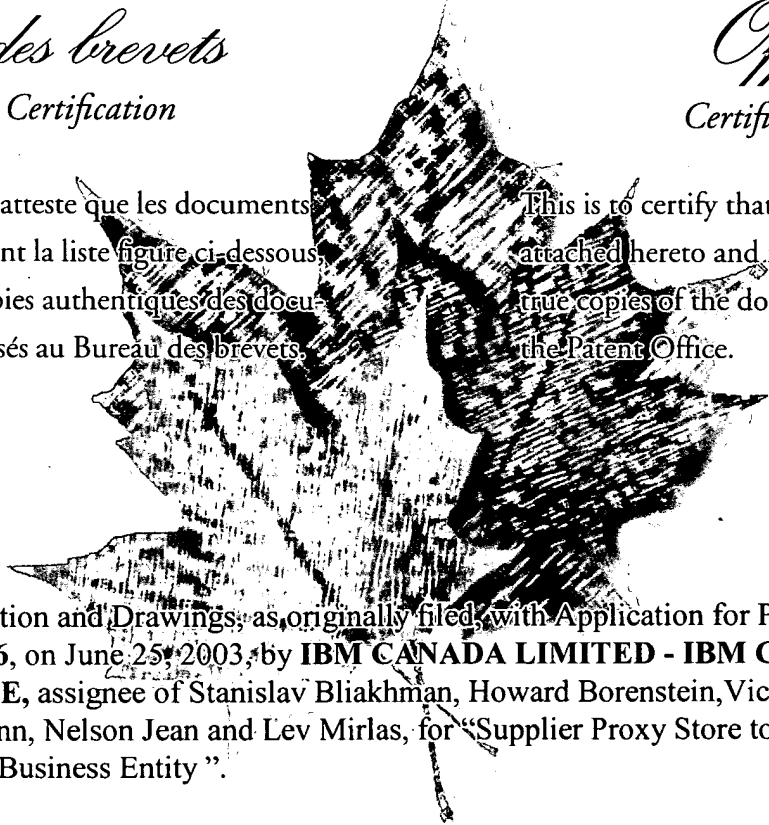 des brevets
Certification
atteste que les documents
nt la liste figure ci-dessous,
pies authentiques des docu-
sés au Bureau des brevets.
Certifi
This is to certify that
attached hereto and
true copies of the do
the Patent Office.
tion and Drawings, as originally filed, with Application for P
6, on June 25, 2003, by IBM CANADA LIMITED - IBM C
E, assignee of Stanislav Bliakhman, Howard Borenstein, Vic
nn, Nelson Jean and Lev Mirlas, for "Supplier Proxy Store to
Business Entity ".